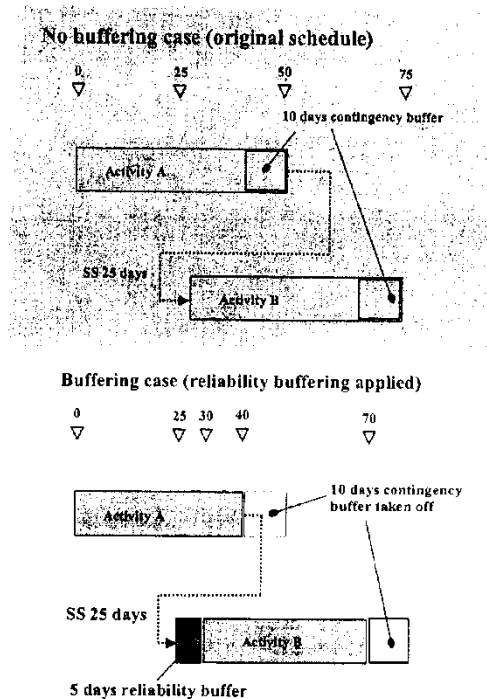 No buffering case (original schedule)
0 25 50 75
10 days contingency buffer
Activity A
SS 25 days
Activity B
Buffering case (reliability buffering applied)
0 25 30 40 70
Activity A
10 days contingency
buffer taken off
SS 25 days
Activity B
5 days reliability buffer